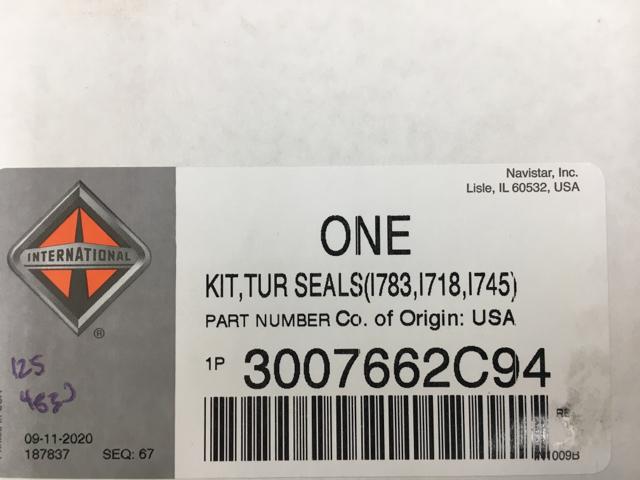 Navistar, Inc.
Lisle, IL 60532, USA
ONE
INTERNATIONAL
®
KIT,TUR SEALS(I783,I718,I745)
PART NUMBER Co. of Origin: USA
1P 3007662C94
125
09-11-2020
187837 SEQ: 67